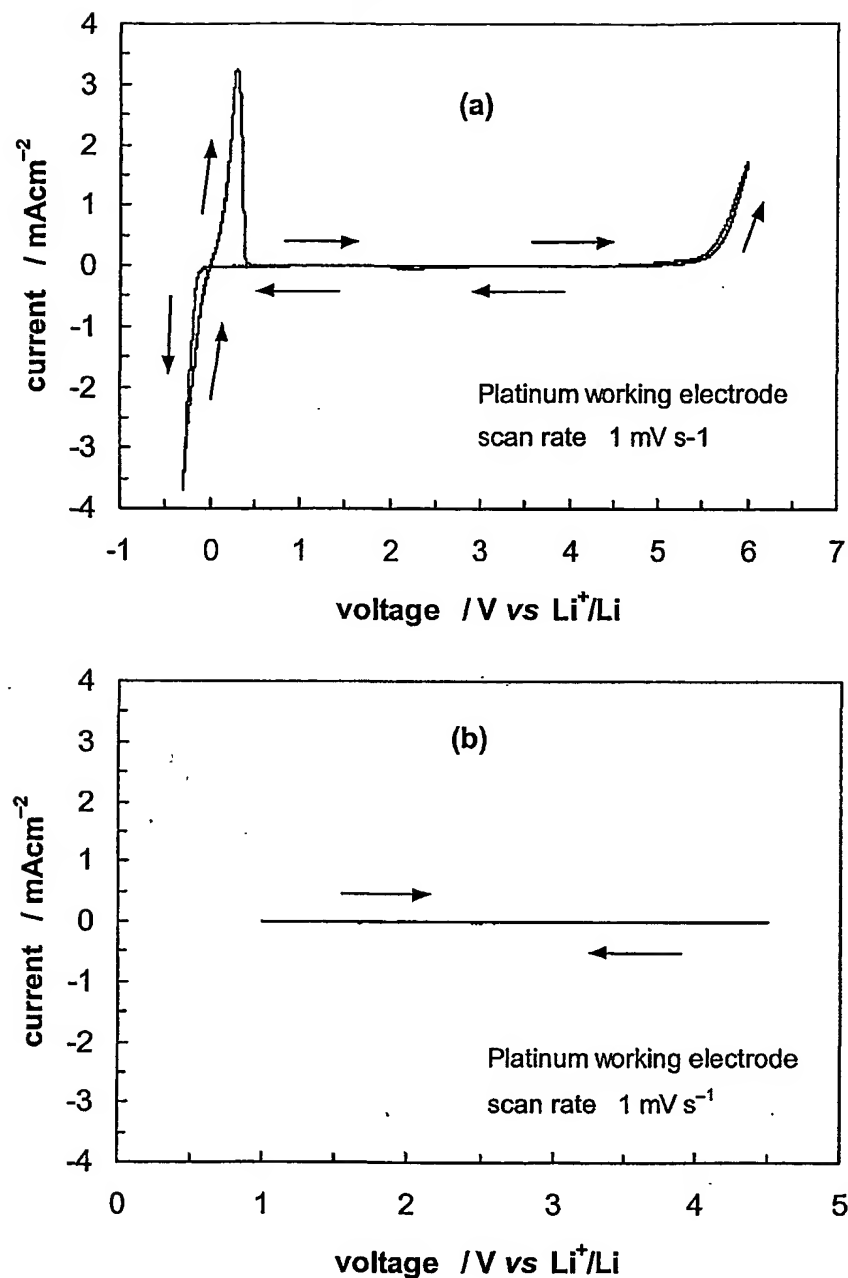 4
3
2
1
0
-1
-2
-3
-4
current / mAcm⁻²
(a)
Platinum working electrode
scan rate 1 mV s-1
-1 0 1 2 3 4 5 6 7
voltage / V vs Li⁺/Li
4
3
2
1
0
-1
-2
-3
-4
current / mAcm⁻²
(b)
Platinum working electrode
scan rate 1 mV s⁻¹
0 1 2 3 4 5
voltage / V vs Li⁺/Li